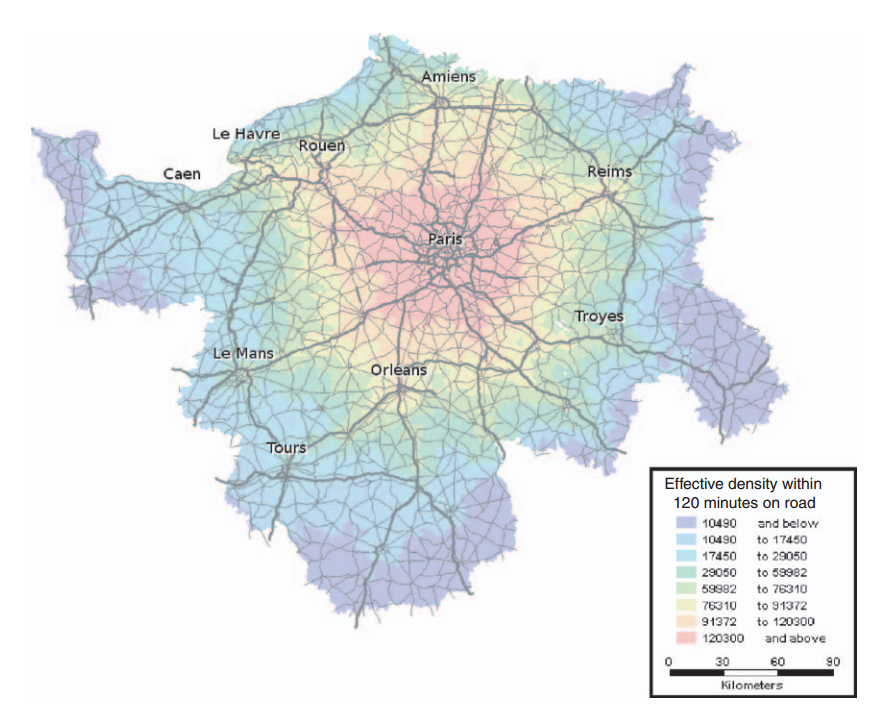 Amiens
Le Havre
Rouen
Caen
Reims
Paris
Troyes
Le Mans
Orleans
Tours
Effective density within
120 minutes on road
10490 and below
10490 to 17450
17450 to 29050
29050 to 59982
59982 to 76310
76310 to 91372
91372 to 120300
120300 and above
0 30 60 90
Kilometers